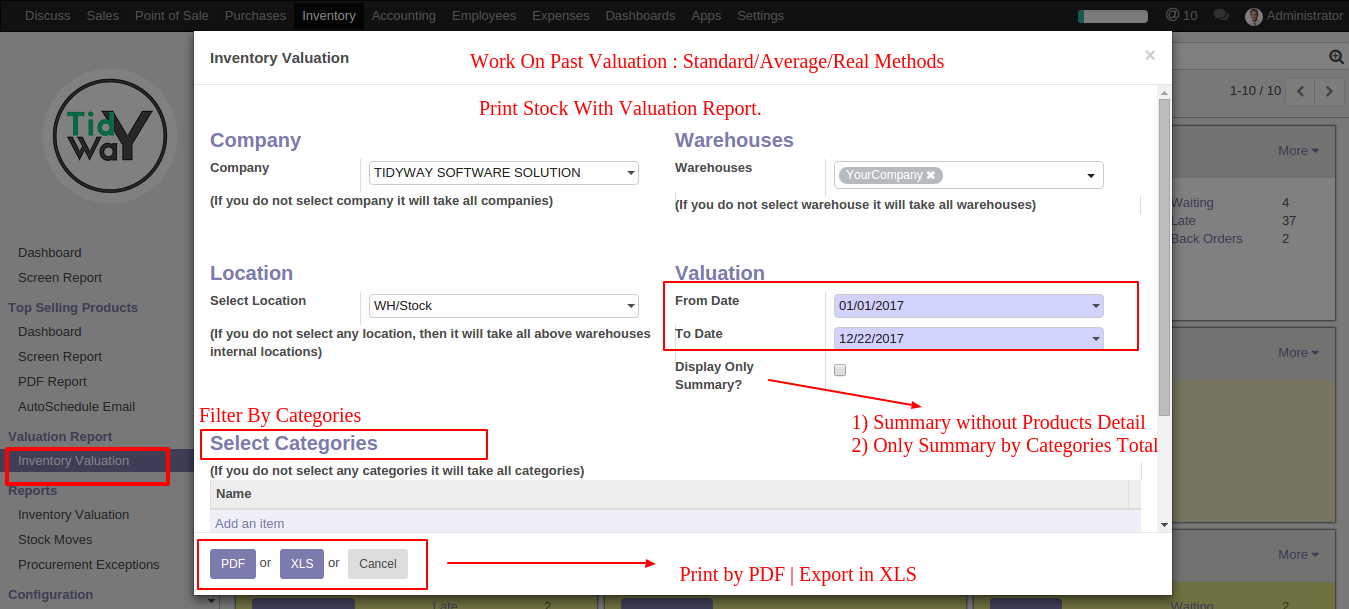 Discuss Sales Point of Sale Purchases Inventory Accounting Employees Expenses Dashboards Apps Settings @ 10 Administrator
Inventory Valuation
Work On Past Valuation : Standard/Average/Real Methods
×
1-10 / 10
Print Stock With Valuation Report.
Tidy
Way
Company
Company TIDYWAY SOFTWARE SOLUTION
(If you do not select company it will take all companies)
Warehouses
Warehouses YourCompany ×
(If you do not select warehouse it will take all warehouses)
More
Waiting 4
Late 37
Back Orders 2
Dashboard
Screen Report
Top Selling Products
Dashboard
Screen Report
PDF Report
AutoSchedule Email
Valuation Report
Inventory Valuation
Reports
Inventory Valuation
Stock Moves
Procurement Exceptions
Configuration
Location
Select Location WH/Stock
(If you do not select any location, then it will take all above warehouses
internal locations)
Valuation
From Date 01/01/2017
To Date 12/22/2017
Display Only
Summary?
More
1) Summary without Products Detail
2) Only Summary by Categories Total
Filter By Categories
Select Categories
(If you do not select any categories it will take all categories)
Name
Add an item
PDF or XLS or Cancel
Print by PDF | Export in XLS
More
Late 2
Waiting 2